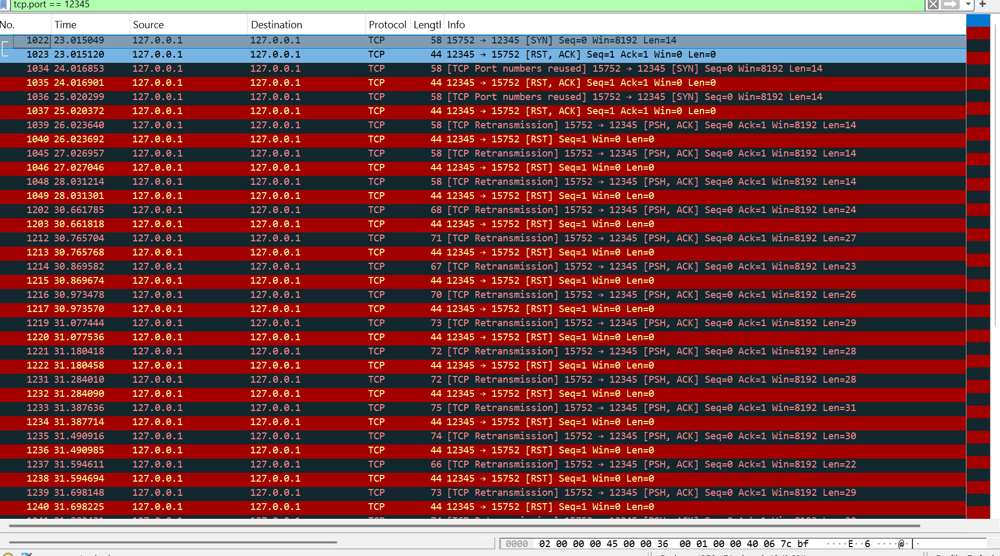 tcp.port == 12345
No. Time Source Destination Protocol Length Info
1022 23.015049 127.0.0.1 127.0.0.1 TCP 58 15752 → 12345 [SYN] Seq=0 Win=8192 Len=14
1023 23.015120 127.0.0.1 127.0.0.1 TCP 44 12345 → 15752 [RST, ACK] Seq=1 Ack=1 Win=0 Len=0
1034 24.016853 127.0.0.1 127.0.0.1 TCP 58 [TCP Port numbers reused] 15752 → 12345 [SYN] Seq=0 Win=8192 Len=14
1035 24.016901 127.0.0.1 127.0.0.1 TCP 44 12345 → 15752 [RST, ACK] Seq=1 Ack=1 Win=0 Len=0
1036 25.020299 127.0.0.1 127.0.0.1 TCP 58 [TCP Port numbers reused] 15752 → 12345 [SYN] Seq=0 Win=8192 Len=14
1037 25.020372 127.0.0.1 127.0.0.1 TCP 44 12345 → 15752 [RST, ACK] Seq=1 Ack=1 Win=0 Len=0
1039 26.023640 127.0.0.1 127.0.0.1 TCP 58 [TCP Retransmission] 15752 → 12345 [PSH, ACK] Seq=0 Ack=1 Win=8192 Len=14
1040 26.023692 127.0.0.1 127.0.0.1 TCP 44 12345 → 15752 [RST] Seq=1 Win=0 Len=0
1045 27.026957 127.0.0.1 127.0.0.1 TCP 58 [TCP Retransmission] 15752 → 12345 [PSH, ACK] Seq=0 Ack=1 Win=8192 Len=14
1046 27.027046 127.0.0.1 127.0.0.1 TCP 44 12345 → 15752 [RST] Seq=1 Win=0 Len=0
1048 28.031214 127.0.0.1 127.0.0.1 TCP 58 [TCP Retransmission] 15752 → 12345 [PSH, ACK] Seq=0 Ack=1 Win=8192 Len=14
1049 28.031301 127.0.0.1 127.0.0.1 TCP 44 12345 → 15752 [RST] Seq=1 Win=0 Len=0
1202 30.661785 127.0.0.1 127.0.0.1 TCP 68 [TCP Retransmission] 15752 → 12345 [PSH, ACK] Seq=0 Ack=1 Win=8192 Len=24
1203 30.661818 127.0.0.1 127.0.0.1 TCP 44 12345 → 15752 [RST] Seq=1 Win=0 Len=0
1212 30.765704 127.0.0.1 127.0.0.1 TCP 71 [TCP Retransmission] 15752 → 12345 [PSH, ACK] Seq=0 Ack=1 Win=8192 Len=27
1213 30.765768 127.0.0.1 127.0.0.1 TCP 44 12345 → 15752 [RST] Seq=1 Win=0 Len=0
1214 30.869582 127.0.0.1 127.0.0.1 TCP 67 [TCP Retransmission] 15752 → 12345 [PSH, ACK] Seq=0 Ack=1 Win=8192 Len=23
1215 30.869674 127.0.0.1 127.0.0.1 TCP 44 12345 → 15752 [RST] Seq=1 Win=0 Len=0
1216 30.973478 127.0.0.1 127.0.0.1 TCP 70 [TCP Retransmission] 15752 → 12345 [PSH, ACK] Seq=0 Ack=1 Win=8192 Len=26
1217 30.973570 127.0.0.1 127.0.0.1 TCP 44 12345 → 15752 [RST] Seq=1 Win=0 Len=0
1219 31.077444 127.0.0.1 127.0.0.1 TCP 73 [TCP Retransmission] 15752 → 12345 [PSH, ACK] Seq=0 Ack=1 Win=8192 Len=29
1220 31.077536 127.0.0.1 127.0.0.1 TCP 44 12345 → 15752 [RST] Seq=1 Win=0 Len=0
1221 31.180418 127.0.0.1 127.0.0.1 TCP 72 [TCP Retransmission] 15752 → 12345 [PSH, ACK] Seq=0 Ack=1 Win=8192 Len=28
1222 31.180458 127.0.0.1 127.0.0.1 TCP 44 12345 → 15752 [RST] Seq=1 Win=0 Len=0
1231 31.284010 127.0.0.1 127.0.0.1 TCP 72 [TCP Retransmission] 15752 → 12345 [PSH, ACK] Seq=0 Ack=1 Win=8192 Len=28
1232 31.284090 127.0.0.1 127.0.0.1 TCP 44 12345 → 15752 [RST] Seq=1 Win=0 Len=0
1233 31.387636 127.0.0.1 127.0.0.1 TCP 75 [TCP Retransmission] 15752 → 12345 [PSH, ACK] Seq=0 Ack=1 Win=8192 Len=31
1234 31.387714 127.0.0.1 127.0.0.1 TCP 44 12345 → 15752 [RST] Seq=1 Win=0 Len=0
1235 31.490916 127.0.0.1 127.0.0.1 TCP 74 [TCP Retransmission] 15752 → 12345 [PSH, ACK] Seq=0 Ack=1 Win=8192 Len=30
1236 31.490985 127.0.0.1 127.0.0.1 TCP 44 12345 → 15752 [RST] Seq=1 Win=0 Len=0
1237 31.594611 127.0.0.1 127.0.0.1 TCP 66 [TCP Retransmission] 15752 → 12345 [PSH, ACK] Seq=0 Ack=1 Win=8192 Len=22
1238 31.594694 127.0.0.1 127.0.0.1 TCP 44 12345 → 15752 [RST] Seq=1 Win=0 Len=0
1239 31.698148 127.0.0.1 127.0.0.1 TCP 73 [TCP Retransmission] 15752 → 12345 [PSH, ACK] Seq=0 Ack=1 Win=8192 Len=29
1240 31.698225 127.0.0.1 127.0.0.1 TCP 44 12345 → 15752 [RST] Seq=1 Win=0 Len=0
0000 02 00 00 00 45 00 00 36 00 01 00 00 40 06 7c bf ····E··6 ····@·|·